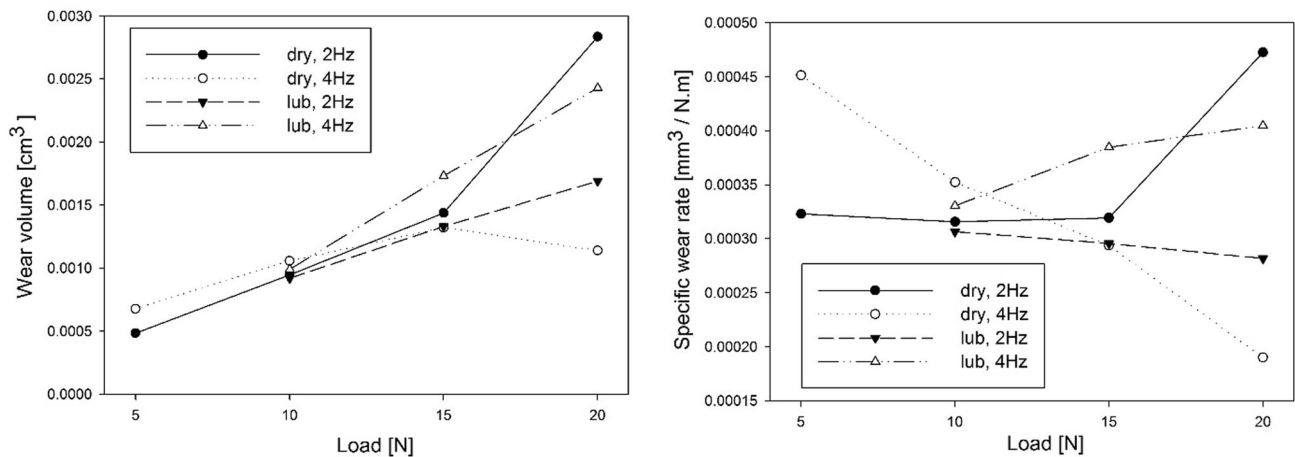 0.0030
0.0025
0.0020
0.0015
0.0010
0.0005
0.0000
Wear volume [cm³]
dry, 2Hz
dry, 4Hz
lub, 2Hz
lub, 4Hz
5 10 15 20
Load [N]
0.00050
0.00045
0.00040
0.00035
0.00030
0.00025
0.00020
0.00015
Specific wear rate [mm³ / N.m]
dry, 2Hz
dry, 4Hz
lub, 2Hz
lub, 4Hz
5 10 15 20
Load [N]